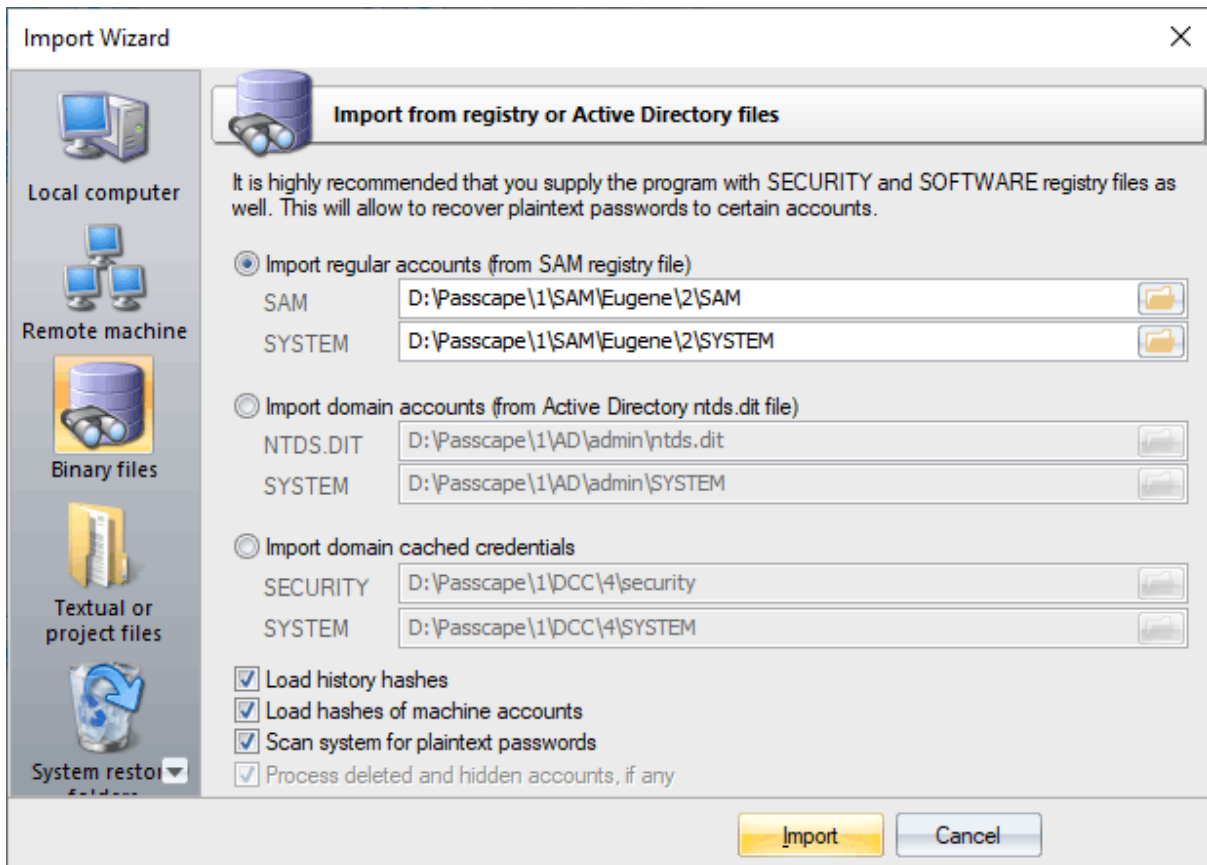 Import Wizard
Local computer
Remote machine
Binary files
Textual or
project files
System restor
Import from registry or Active Directory files
It is highly recommended that you supply the program with SECURITY and SOFTWARE registry files as
well. This will allow to recover plaintext passwords to certain accounts.
Import regular accounts (from SAM registry file)
SAM D:\Passcape\1\SAM\Eugene\2\SAM
SYSTEM D:\Passcape\1\SAM\Eugene\2\SYSTEM
Import domain accounts (from Active Directory ntds.dit file)
NTDS.DIT D:\Passcape\1\AD\admin\ntds.dit
SYSTEM D:\Passcape\1\AD\admin\SYSTEM
Import domain cached credentials
SECURITY D:\Passcape\1\DCC\4\security
SYSTEM D:\Passcape\1\DCC\4\SYSTEM
Load history hashes
Load hashes of machine accounts
Scan system for plaintext passwords
Process deleted and hidden accounts, if any
Import Cancel